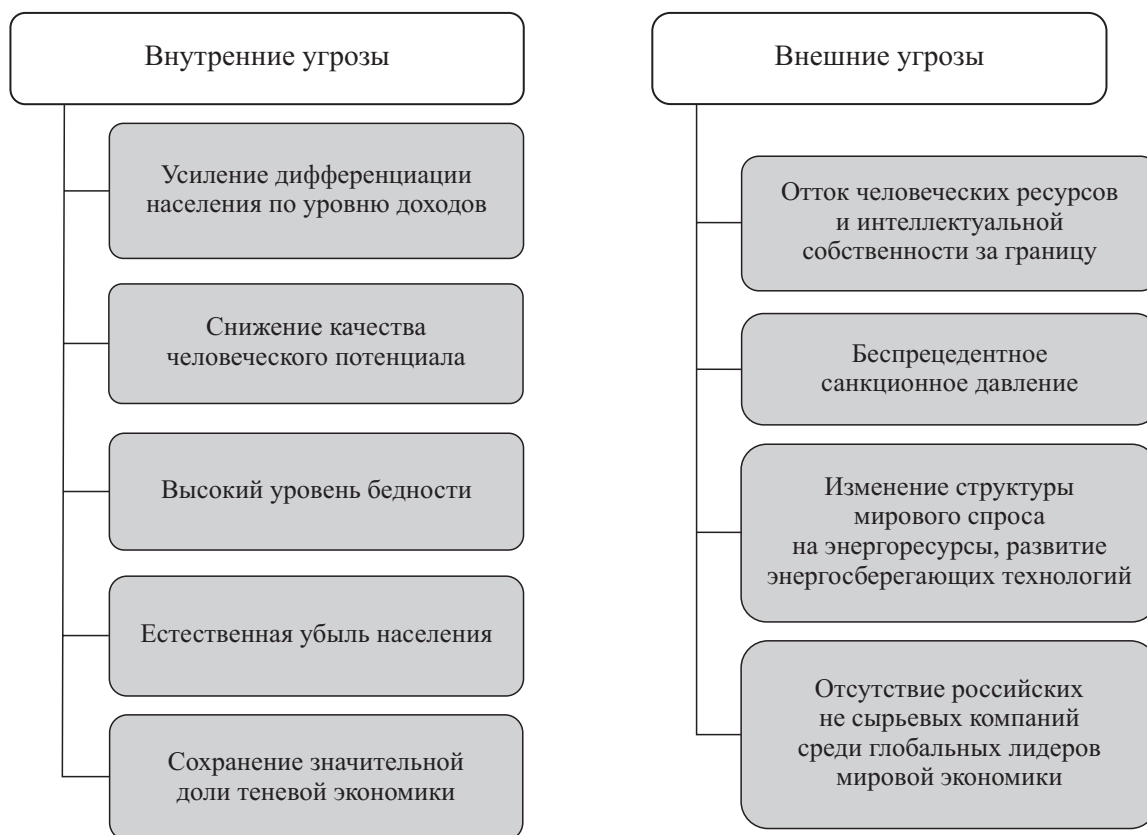 Внутренние угрозы
Усиление дифференциации
населения по уровню доходов
Снижение качества
человеческого потенциала
Высокий уровень бедности
Естественная убыль населения
Сохранение значительной
доли теневой экономики
Внешние угрозы
Отток человеческих ресурсов
и интеллектуальной
собственности за границу
Беспрецедентное
санкционное давление
Изменение структуры
мирового спроса
на энергоресурсы, развитие
энергосберегающих технологий
Отсутствие российских
не сырьевых компаний
среди глобальных лидеров
мировой экономики